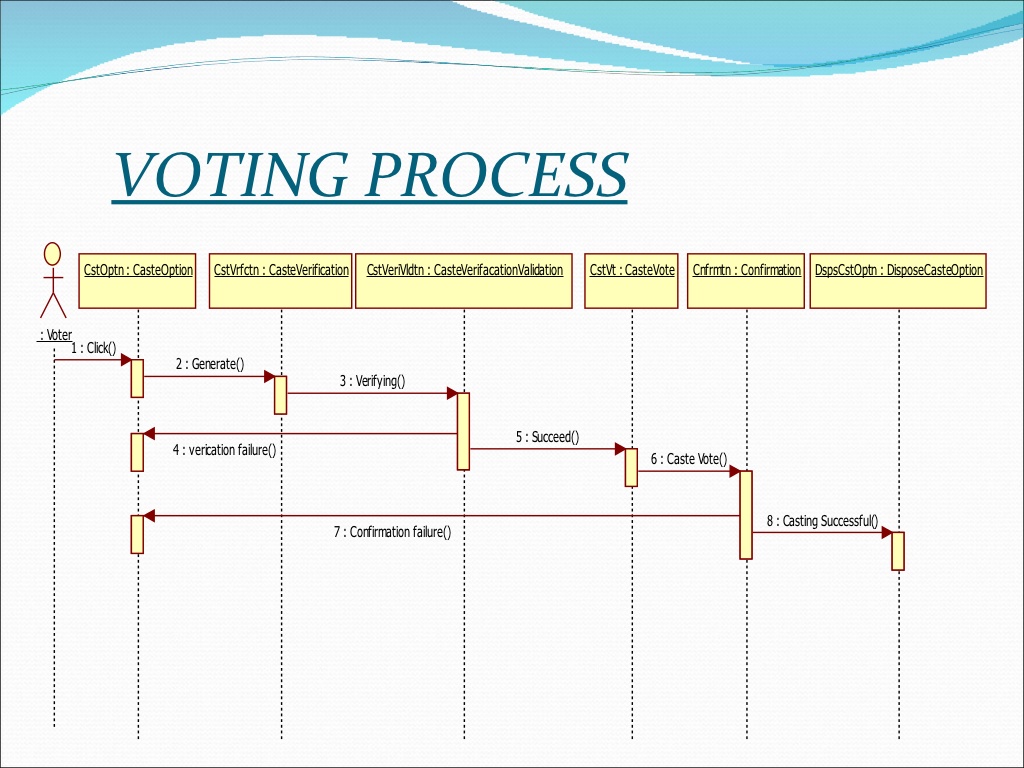 VOTING PROCESS
CstOptn : CasteOption
CstVrfctn : CasteVerification
CstVeriVldtn : CasteVerifacationValidation
CstVt : CasteVote
Cnfrmtn : Confirmation
DspsCstOptn : DisposeCasteOption
: Voter
1 : Click()
2 : Generate()
3 : Verifying()
4 : verication failure()
5 : Succeed()
6 : Caste Vote()
7 : Confirmation failure()
8 : Casting Successful()